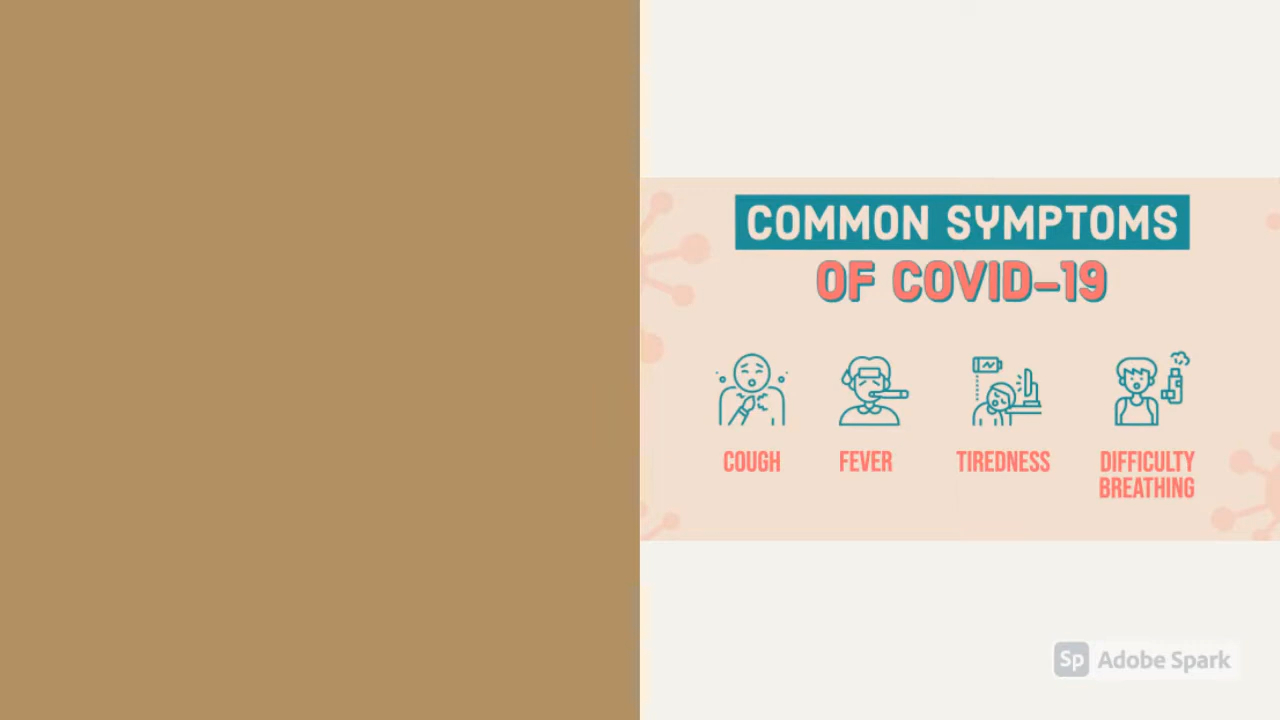 COMMON SYMPTOMS
OF COVID-19
COUGH
FEVER
TIREDNESS
DIFFICULTY
BREATHING
Sp Adobe Spark